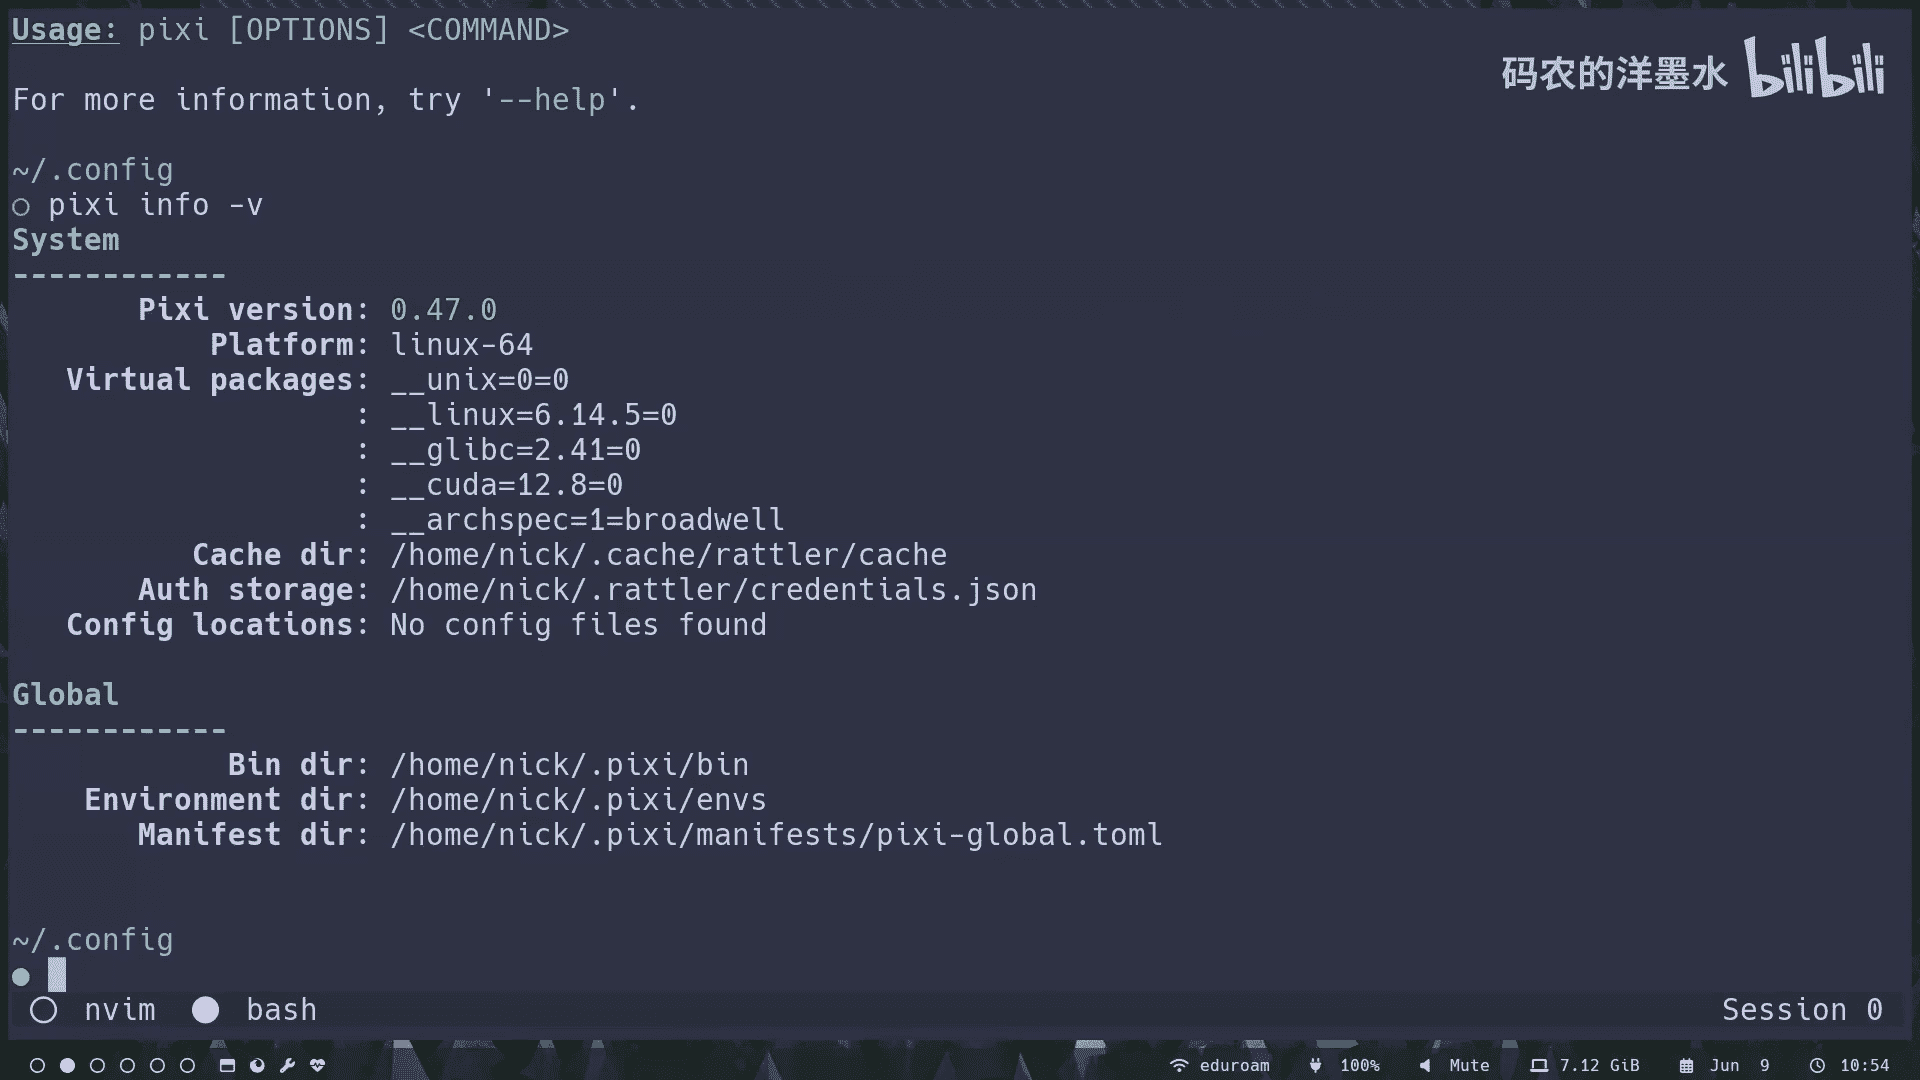 Usage: pixi [OPTIONS] <COMMAND>
码农的洋墨水 bilibili
For more information, try '--help'.
~/.config
○ pixi info -v
System
------------
Pixi version: 0.47.0
Platform: linux-64
Virtual packages: __unix=0=0
: __linux=6.14.5=0
: __glibc=2.41=0
: __cuda=12.8=0
: __archspec=1=broadwell
Cache dir: /home/nick/.cache/rattler/cache
Auth storage: /home/nick/.rattler/credentials.json
Config locations: No config files found
Global
------------
Bin dir: /home/nick/.pixi/bin
Environment dir: /home/nick/.pixi/envs
Manifest dir: /home/nick/.pixi/manifests/pixi-global.toml
~/.config
●
○ nvim ● bash Session 0
eduroam 100% Mute 7.12 GiB Jun 9 10:54